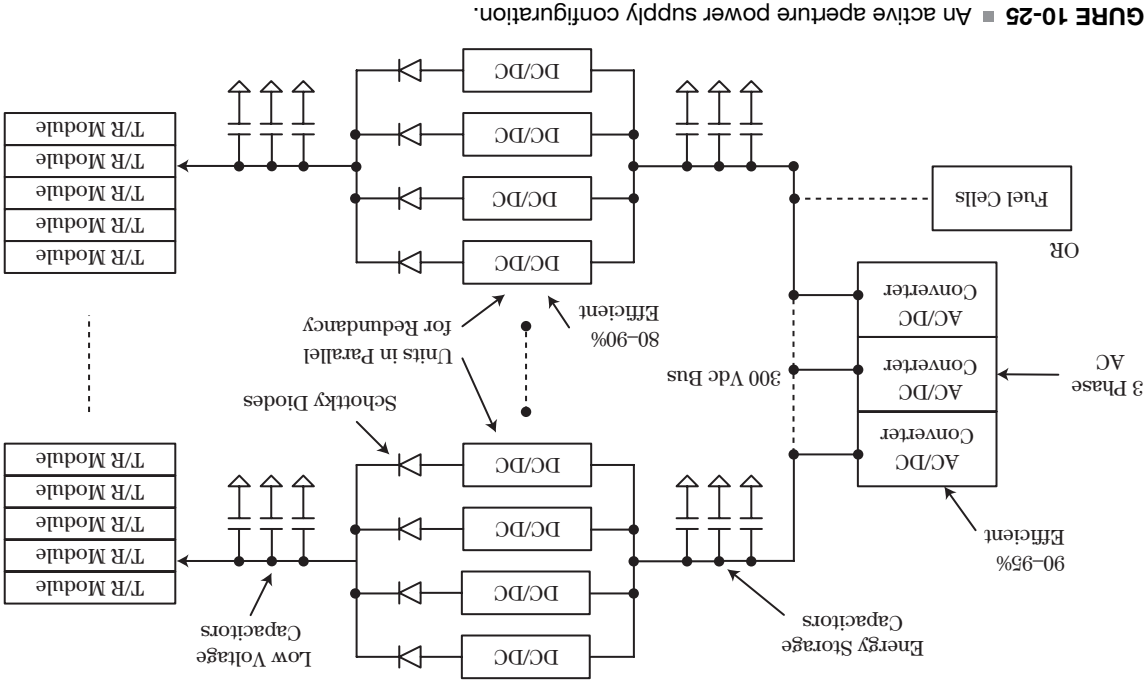 DC/DC
Energy Storage
Capacitors
Low Voltage
Capacitors
DC/DC
90–95%
Efficient
DC/DC
DC/DC
T/R Module
T/R Module
T/R Module
T/R Module
T/R Module
3 Phase
AC
AC/DC
Converter
AC/DC
Converter
AC/DC
Converter
300 Vdc Bus
Schottky Diodes
Units in Parallel
for Redundancy
80–90%
Efficient
OR
Fuel Cells
DC/DC
DC/DC
DC/DC
DC/DC
T/R Module
T/R Module
T/R Module
T/R Module
T/R Module
GURE 10-25 ■ An active aperture power supply configuration.